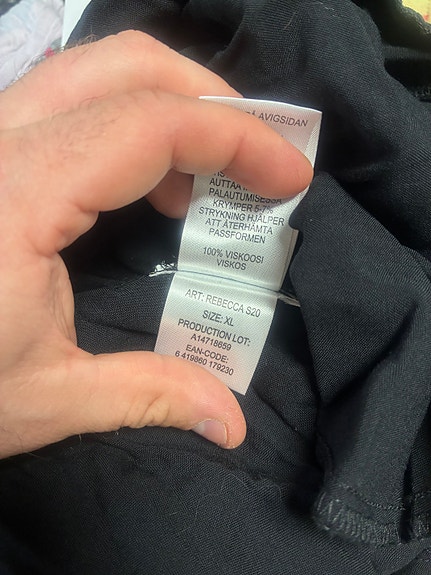 AVIGSIDAN
AUTTAA
PALAUTUMISESSA
KRYMPER 5-7%
STRYKNING HJÄLPER
ATT ÅTERHÄMTA
PASSFORMEN
100% VISKOOSI
VISKOS
ART: REBECCA S20
SIZE: XL
PRODUCTION LOT:
A14718659
EAN-CODE:
6 419860 179230